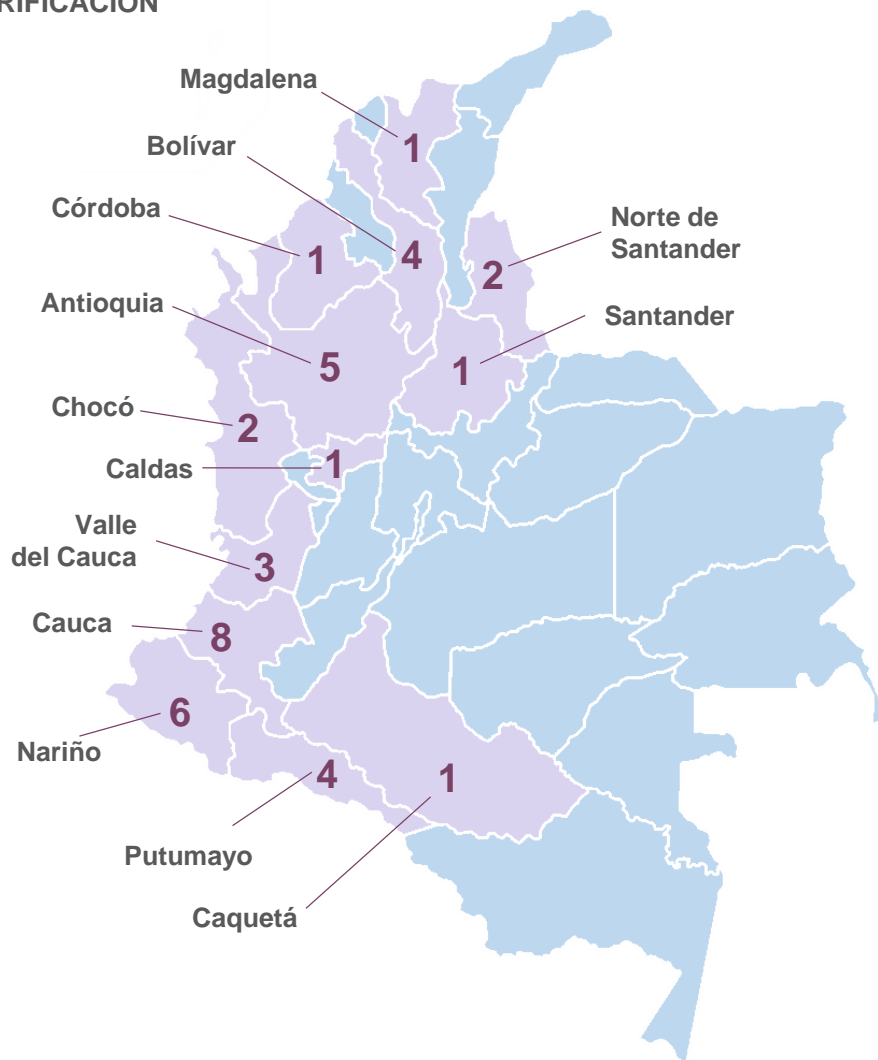 Magdalena
1
Bolívar
4
Córdoba
1
Norte de
Santander
2
Antioquia
5
Santander
1
Chocó
2
Caldas
1
Valle
del Cauca
3
Cauca
8
Nariño
6
Putumayo
4
Caquetá
1